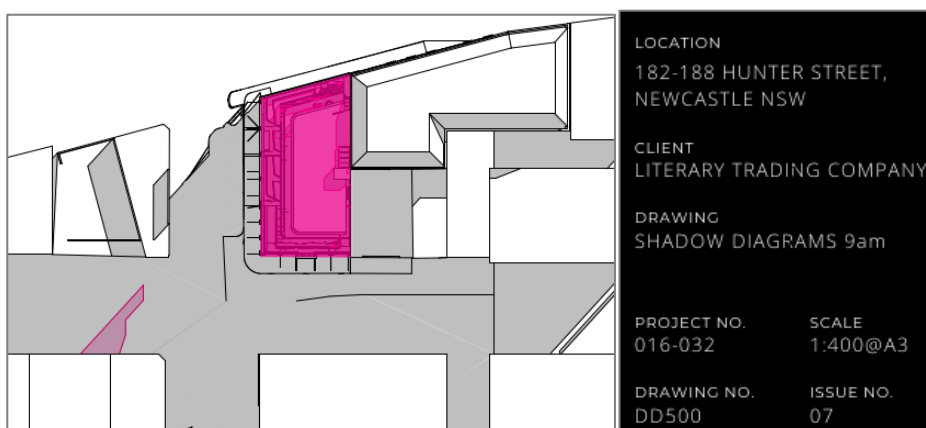 LOCATION
182-188 HUNTER STREET,
NEWCASTLE NSW
CLIENT
LITERARY TRADING COMPANY
DRAWING
SHADOW DIAGRAMS 9am
PROJECT NO.
016-032
SCALE
1:400@A3
DRAWING NO.
DD500
ISSUE NO.
07